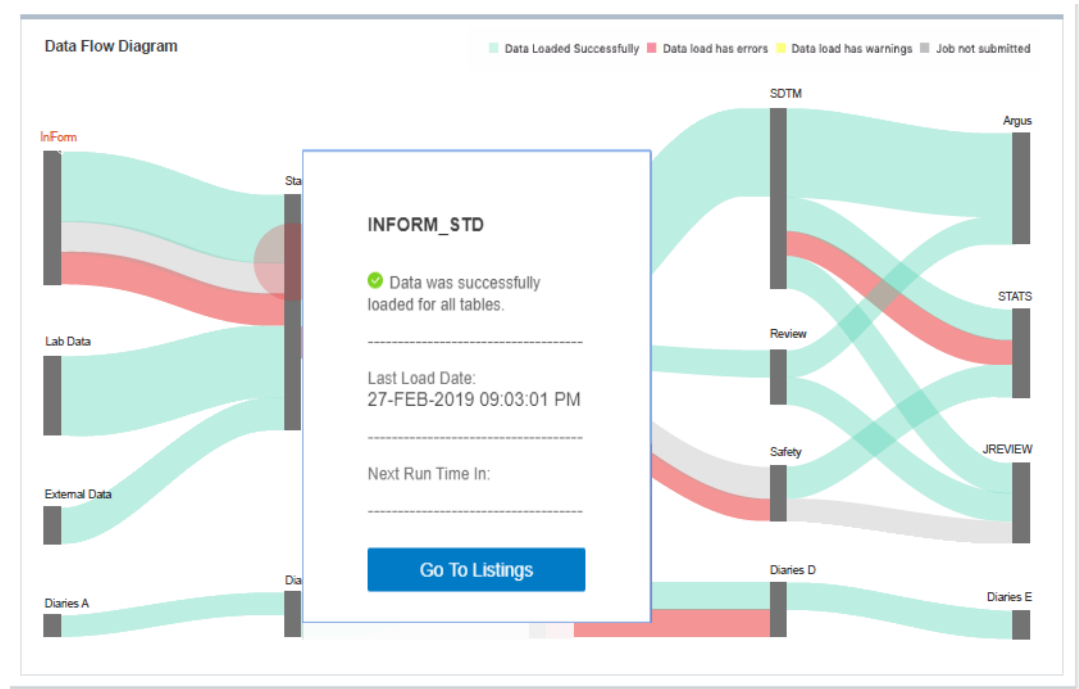 Data Flow Diagram
Data Loaded Successfully Data load has errors Data load has warnings Job not submitted
SDTM
Argus
InForm
Sta
INFORM_STD
Data was successfully
loaded for all tables.
-----------------------------------
Last Load Date:
27-FEB-2019 09:03:01 PM
-----------------------------------
Next Run Time In:
-----------------------------------
Go To Listings
STATS
Lab Data
Review
JREVIEW
Safety
External Data
Dia
Diaries D
Diaries A
Diaries E